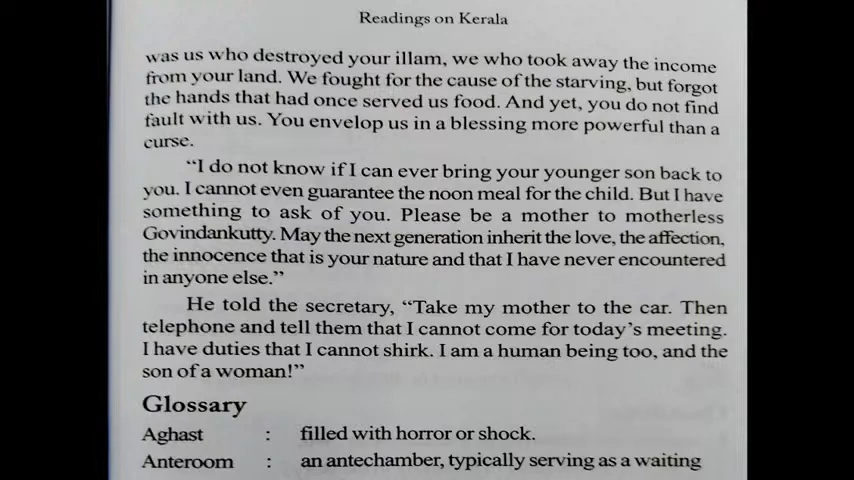 Readings on Kerala
was us who destroyed your illam, we who took away the income
from your land. We fought for the cause of the starving, but forgot
the hands that had once served us food. And yet, you do not find
fault with us. You envelop us in a blessing more powerful than a
curse.
“I do not know if I can ever bring your younger son back to
you. I cannot even guarantee the noon meal for the child. But I have
something to ask of you. Please be a mother to motherless
Govindankutty. May the next generation inherit the love, the affection,
the innocence that is your nature and that I have never encountered
in anyone else.”
He told the secretary, “Take my mother to the car. Then
telephone and tell them that I cannot come for today’s meeting.
I have duties that I cannot shirk. I am a human being too, and the
son of a woman!”
Glossary
Aghast : filled with horror or shock.
Anteroom : an antechamber, typically serving as a waiting